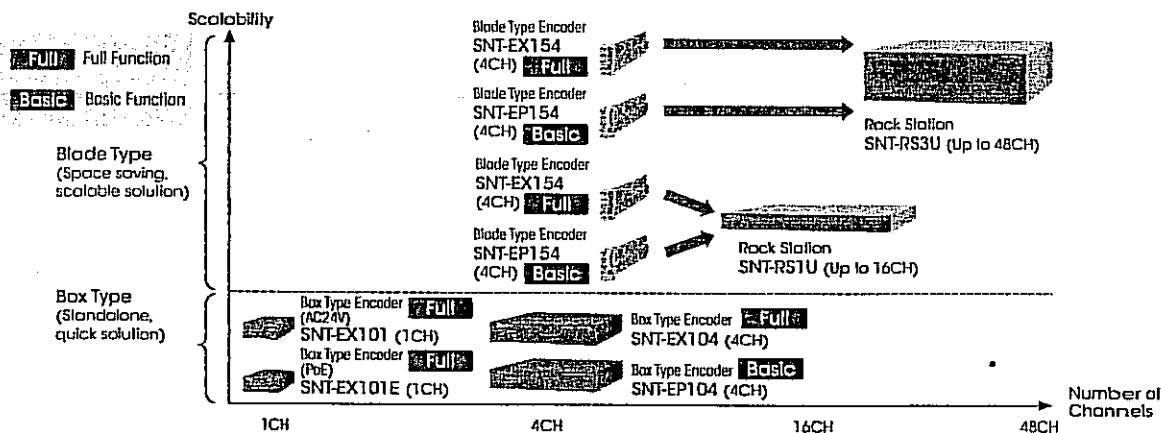 Scalability
Full Full Function
Basic Basic Function
Blade Type
(Space saving,
scalable solution)
Blade Type Encoder
SNT-EX154
(4CH) Full
Blade Type Encoder
SNT-EP154
(4CH) Basic
Rack Station
SNT-RS3U (Up to 48CH)
Blade Type Encoder
SNT-EX154
(4CH) Full
Blade Type Encoder
SNT-EP154
(4CH) Basic
Rack Station
SNT-RS1U (Up to 16CH)
Box Type
(Standalone,
quick solution)
Box Type Encoder Full
(AC24V)
SNT-EX101 (1CH)
Box Type Encoder Full
SNT-EX104 (4CH)
Box Type Encoder Full
(PoE)
SNT-EX101E (1CH)
Box Type Encoder Basic
SNT-EP104 (4CH)
1CH 4CH 16CH 48CH
Number of
Channels